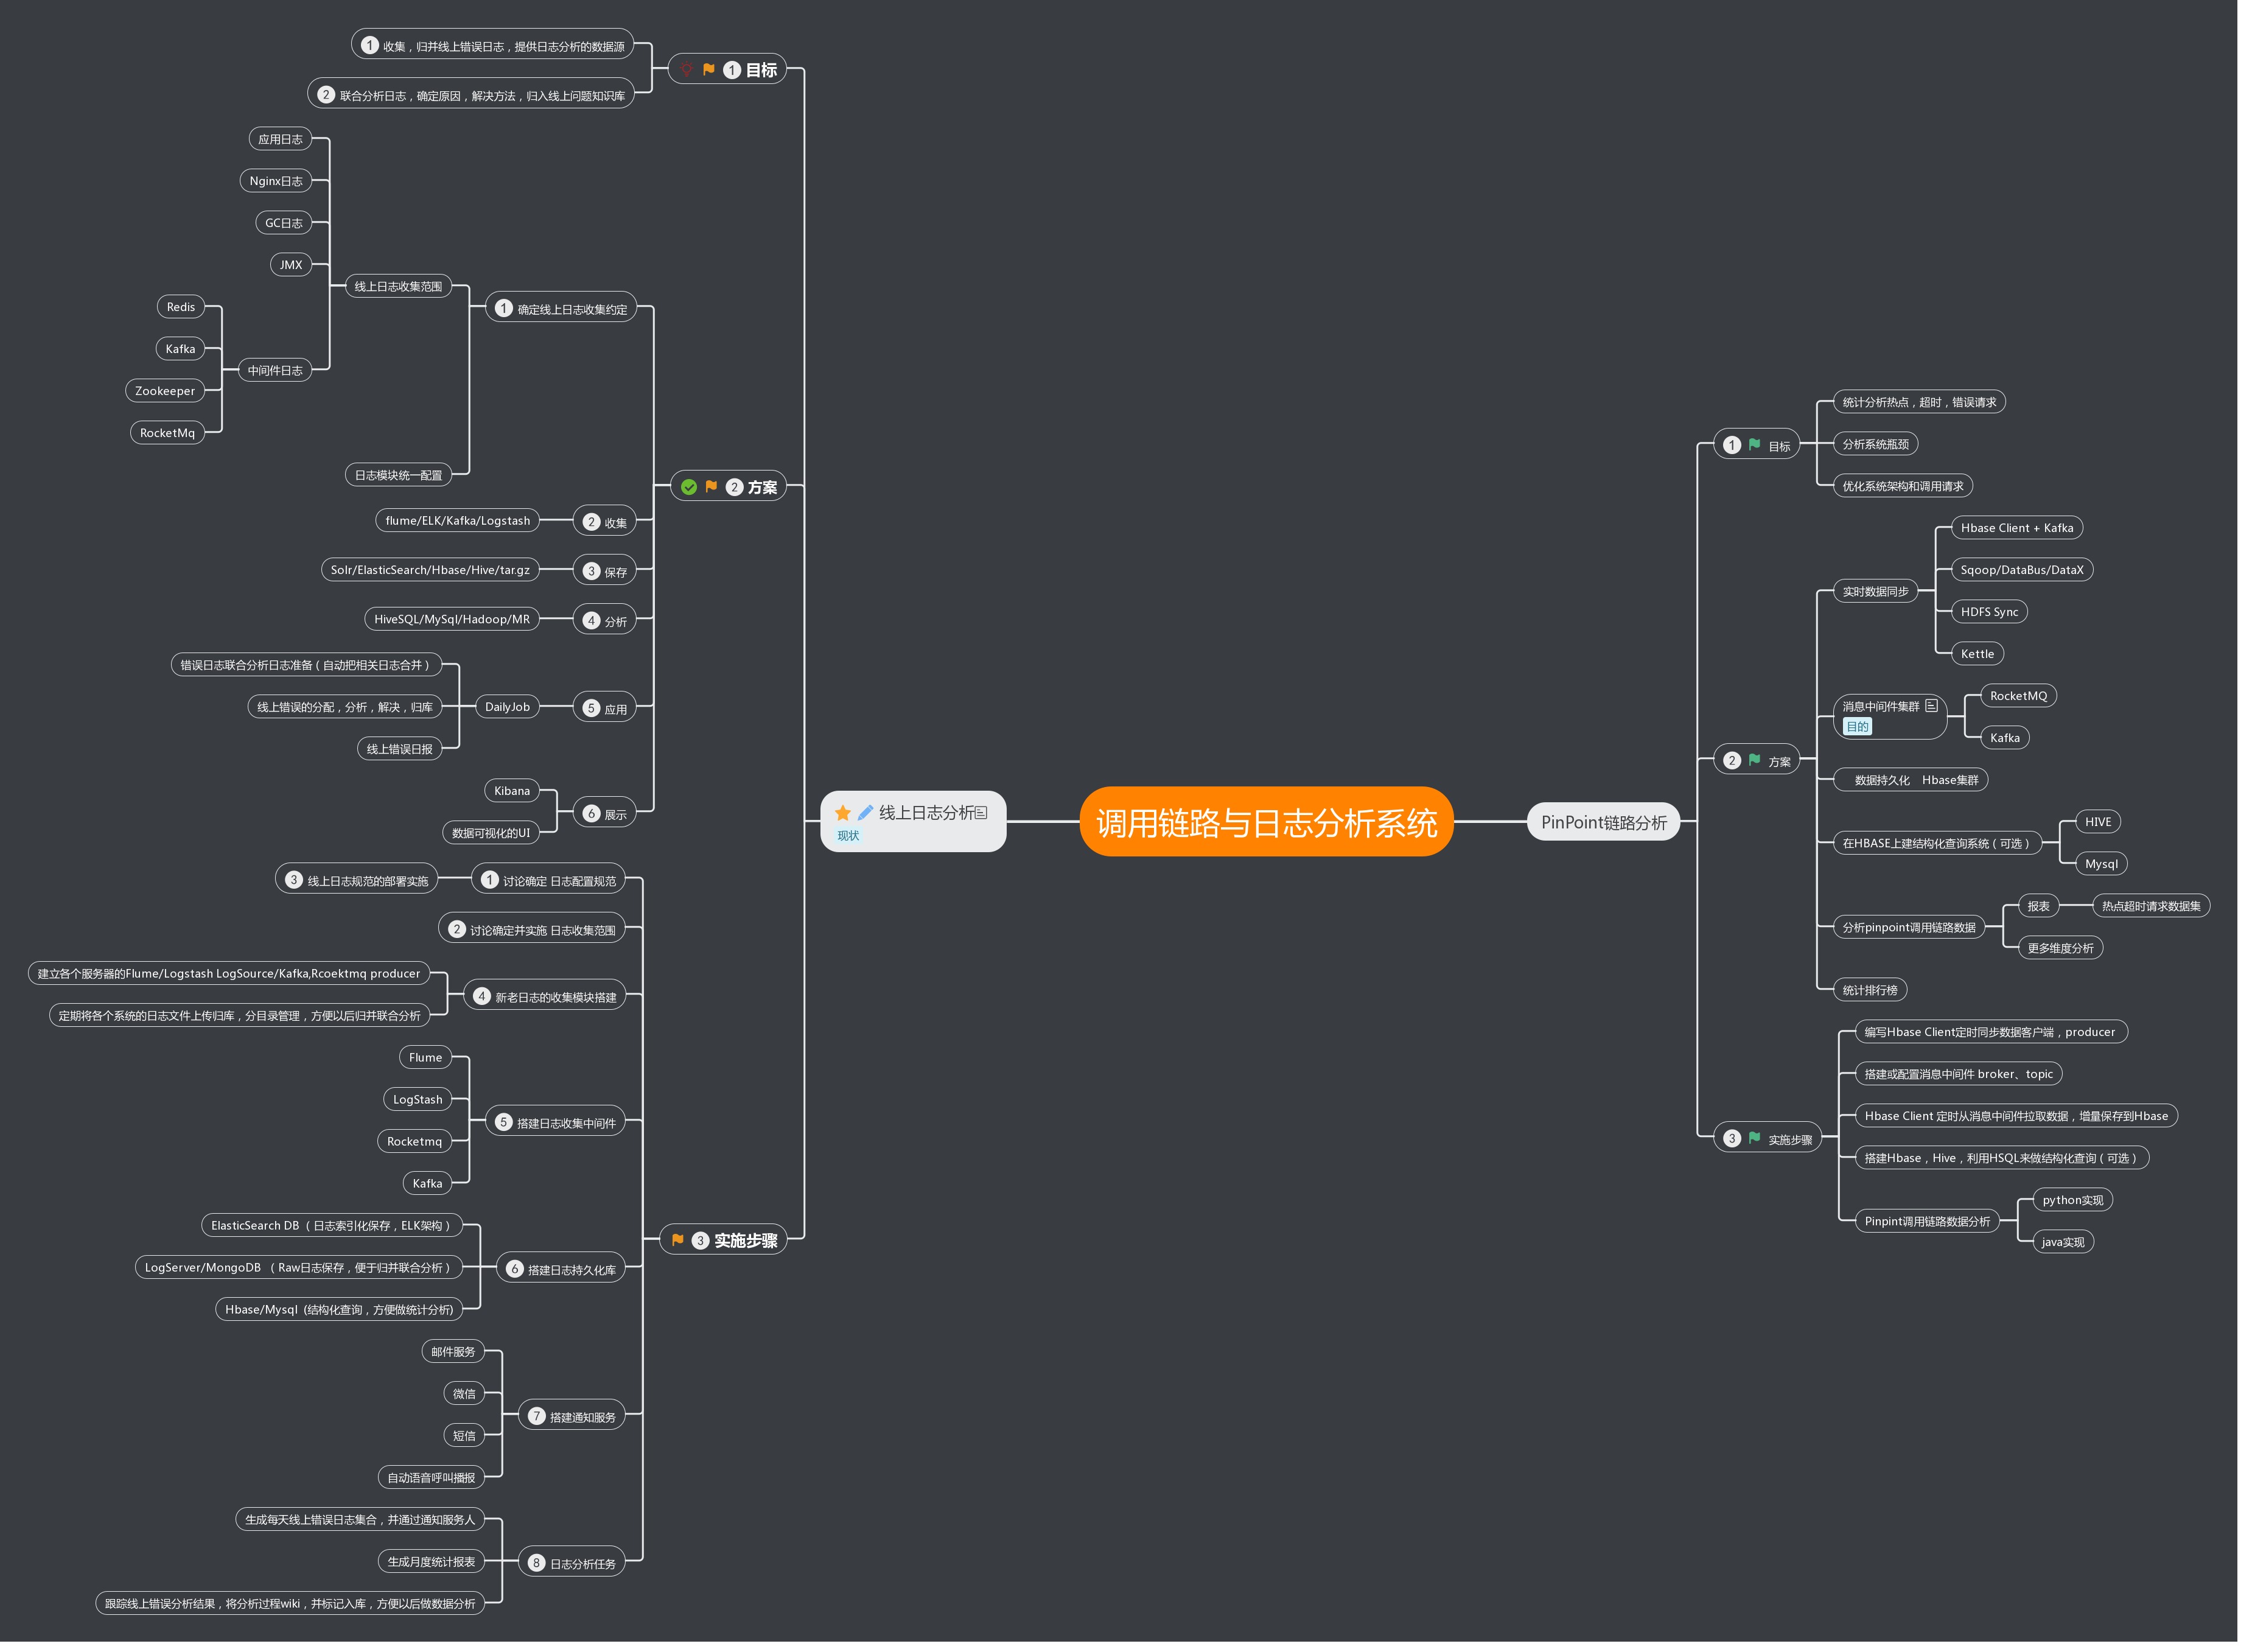 调用链路与日志分析系统
线上日志分析
现状
1 目标
1 收集，归并线上错误日志，提供日志分析的数据源
2 联合分析日志，确定原因，解决方法，归入线上问题知识库
2 方案
1 确定线上日志收集约定
线上日志收集范围
应用日志
Nginx日志
GC日志
JMX
中间件日志
Redis
Kafka
Zookeeper
RocketMq
日志模块统一配置
2 收集
flume/ELK/Kafka/Logstash
3 保存
Solr/ElasticSearch/Hbase/Hive/tar.gz
4 分析
HiveSQL/MySql/Hadoop/MR
5 应用
DailyJob
错误日志联合分析日志准备（自动把相关日志合并）
线上错误的分配，分析，解决，归库
线上错误日报
6 展示
Kibana
数据可视化的UI
3 实施步骤
1 讨论确定 日志配置规范
3 线上日志规范的部署实施
2 讨论确定并实施 日志收集范围
4 新老日志的收集模块搭建
建立各个服务器的Flume/Logstash LogSource/Kafka,Rcoektmq producer
定期将各个系统的日志文件上传归库，分目录管理，方便以后归并联合分析
5 搭建日志收集中间件
Flume
LogStash
Rocketmq
Kafka
6 搭建日志持久化库
ElasticSearch DB（日志索引化保存，ELK架构）
LogServer/MongoDB （Raw日志保存，便于归并联合分析）
Hbase/Mysql (结构化查询，方便做统计分析)
7 搭建通知服务
邮件服务
微信
短信
自动语音呼叫播报
8 日志分析任务
生成每天线上错误日志集合，并通过通知服务人
生成月度统计报表
跟踪线上错误分析结果，将分析过程wiki，并标记入库，方便以后做数据分析
PinPoint链路分析
1 目标
统计分析热点，超时，错误请求
分析系统瓶颈
优化系统架构和调用请求
2 方案
实时数据同步
Hbase Client + Kafka
Sqoop/DataBus/DataX
HDFS Sync
Kettle
消息中间件集群
目的
RocketMQ
Kafka
数据持久化 Hbase集群
在HBASE上建结构化查询系统（可选）
HIVE
Mysql
分析pinpoint调用链路数据
报表
热点超时请求数据集
更多维度分析
统计排行榜
3 实施步骤
编写Hbase Client定时同步数据客户端，producer
搭建或配置消息中间件 broker、topic
Hbase Client 定时从消息中间件拉取数据，增量保存到Hbase
搭建Hbase，Hive，利用HSQL来做结构化查询（可选）
Pinpint调用链路数据分析
python实现
java实现